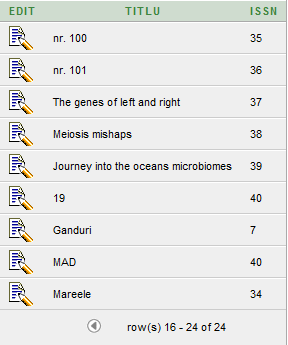 EDIT TITLU ISSN
nr. 100 35
nr. 101 36
The genes of left and right 37
Meiosis mishaps 38
Journey into the oceans microbiomes 39
19 40
Ganduri 7
MAD 40
Mareele 34
row(s) 16 - 24 of 24